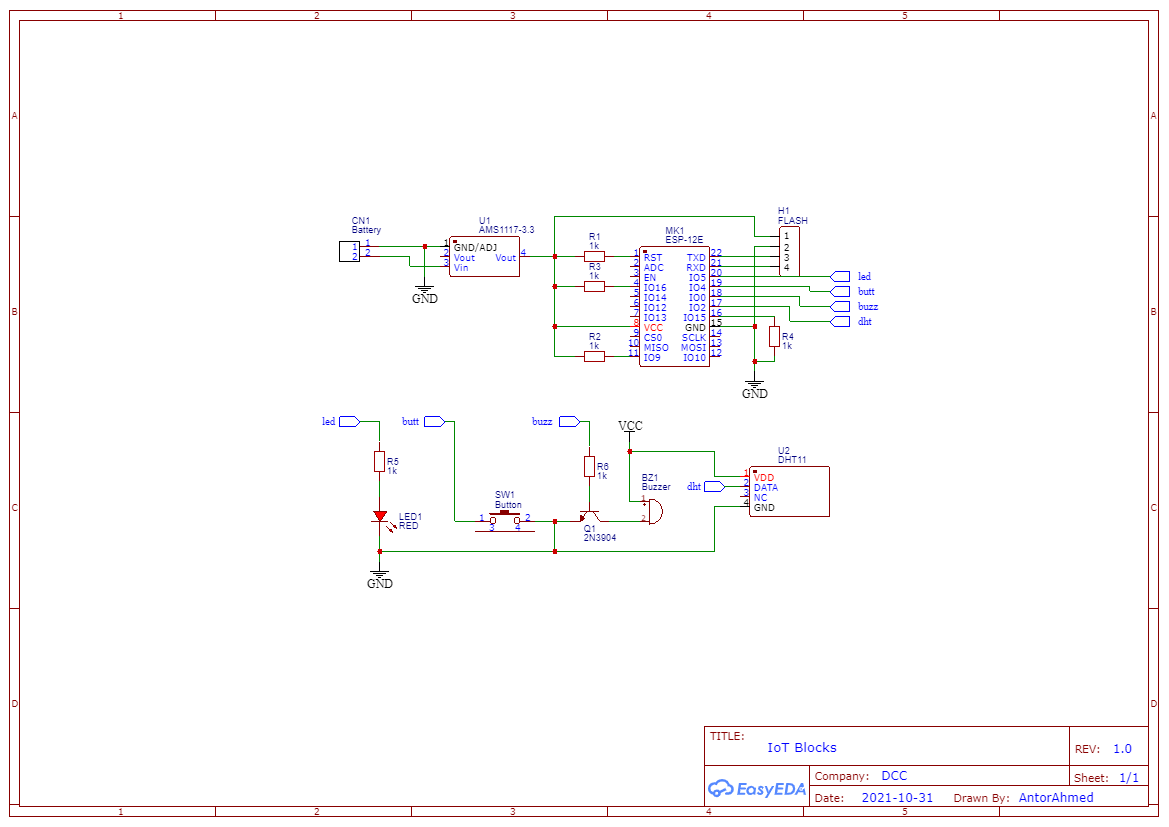 1 2 3 4 5
A A
B B
C C
D D
CN1
Battery
1
2
1
2
GND
U1
AMS1117-3.3
1 GND/ADJ
2 Vout Vout 4
3 Vin
R1
1k
R3
1k
R2
1k
MK1
ESP-12E
1 RST TXD 22
2 ADC RXD 21
3 EN IO5 20
4 IO16 IO4 19
5 IO14 IO0 18
6 IO12 IO2 17
7 IO13 IO15 16
8 VCC GND 15
9 CS0 SCLK 14
10 MISO MOSI 13
11 IO9 IO10 12
H1
FLASH
1
2
3
4
led
butt
buzz
dht
R4
1k
GND
led
R5
1k
LED1
RED
GND
butt
SW1
Button
1 2
3 4
buzz
R6
1k
Q1
2N3904
VCC
BZ1
Buzzer
1
2
dht
U2
DHT11
1 VDD
2 DATA
3 NC
4 GND
TITLE:
IoT Blocks
REV: 1.0
EasyEDA
Company: DCC
Sheet: 1/1
Date: 2021-10-31 Drawn By: AntorAhmed
1 2 3 4 5